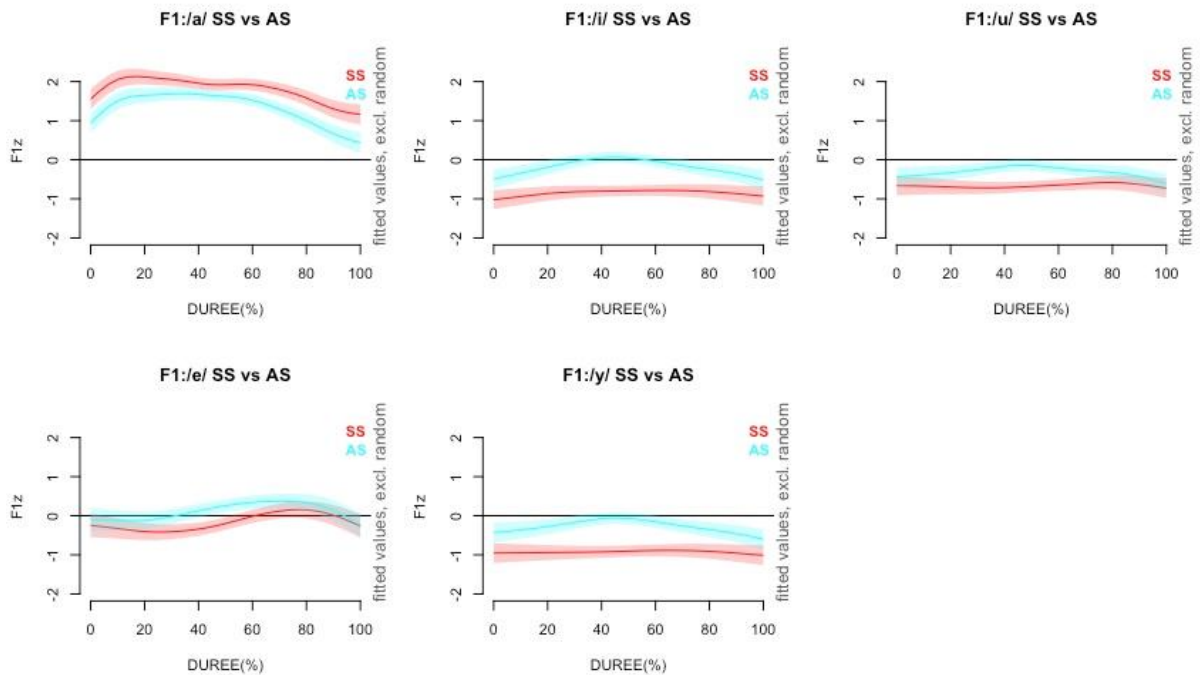 F1:/a/ SS vs AS
F1z
2
1
0
-1
-2
SS
AS
fitted values, excl. random
0 20 40 60 80 100
DUREE(%)
F1:/i/ SS vs AS
F1z
2
1
0
-1
-2
SS
AS
fitted values, excl. random
0 20 40 60 80 100
DUREE(%)
F1:/u/ SS vs AS
F1z
2
1
0
-1
-2
SS
AS
fitted values, excl. random
0 20 40 60 80 100
DUREE(%)
F1:/e/ SS vs AS
F1z
2
1
0
-1
-2
SS
AS
fitted values, excl. random
0 20 40 60 80 100
DUREE(%)
F1:/y/ SS vs AS
F1z
2
1
0
-1
-2
SS
AS
fitted values, excl. random
0 20 40 60 80 100
DUREE(%)